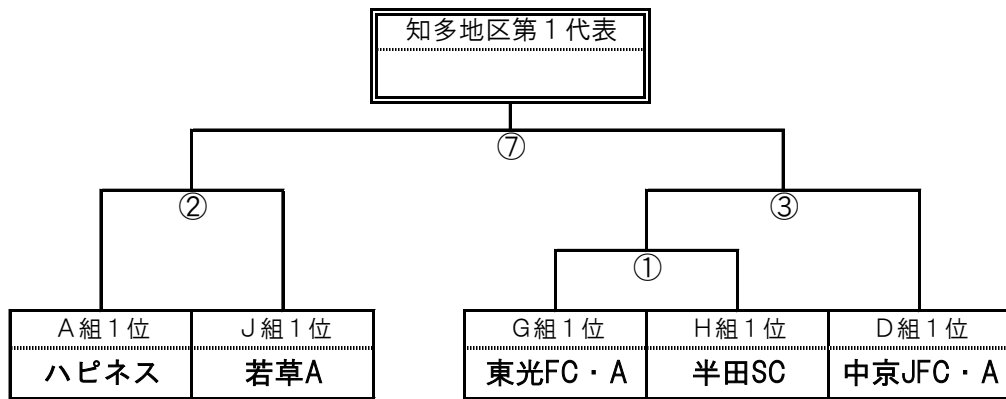 知多地区第１代表
⑦
②
③
①
Ａ組１位
Ｊ組１位
Ｇ組１位
Ｈ組１位
Ｄ組１位
ハピネス
若草A
東光FC・A
半田SC
中京JFC・A